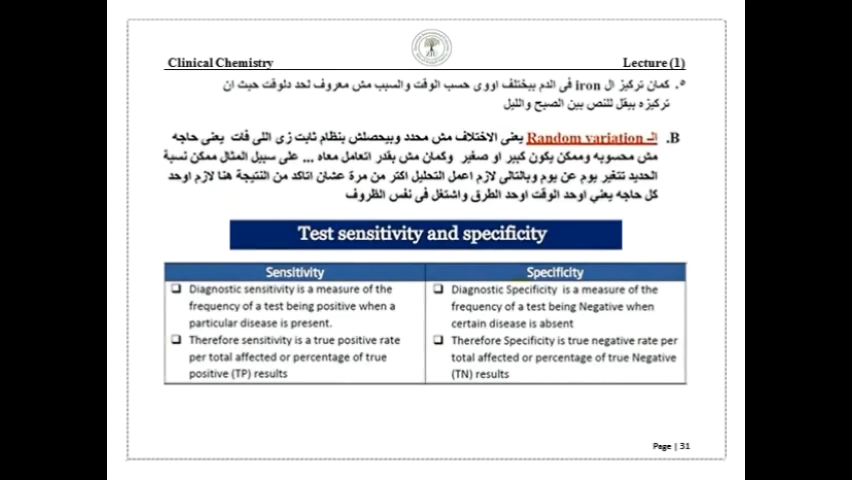 Clinical Chemistry
Lecture (1)
°. كمان تركيز ال iron فى الدم بيختلف اووى حسب الوقت والسبب مش معروف لحد دلوقت حيث ان
تركيزه بيقل للنص بين الصبح والليل
B. الـ Random variation يعنى الاختلاف مش محدد وبيحصلش بنظام ثابت زى اللى فات يعنى حاجه
مش محسوبه وممكن يكون كبير او صغير وكمان مش بقدر اتعامل معاه ... على سبيل المثال ممكن نسبة
الحديد تتغير يوم عن يوم وبالتالى لازم اعمل التحليل اكتر من مرة عشان اتاكد من النتيجة هنا لازم اوحد
كل حاجه يعني اوحد الوقت اوحد الطرق واشتغل فى نفس الظروف
Test sensitivity and specificity
Sensitivity
❑ Diagnostic sensitivity is a measure of the
frequency of a test being positive when a
particular disease is present.
❑ Therefore sensitivity is a true positive rate
per total affected or percentage of true
positive (TP) results
Specificity
❑ Diagnostic Specificity is a measure of the
frequency of a test being Negative when
certain disease is absent
❑ Therefore Specificity is true negative rate per
total affected or percentage of true Negative
(TN) results
Page | 31